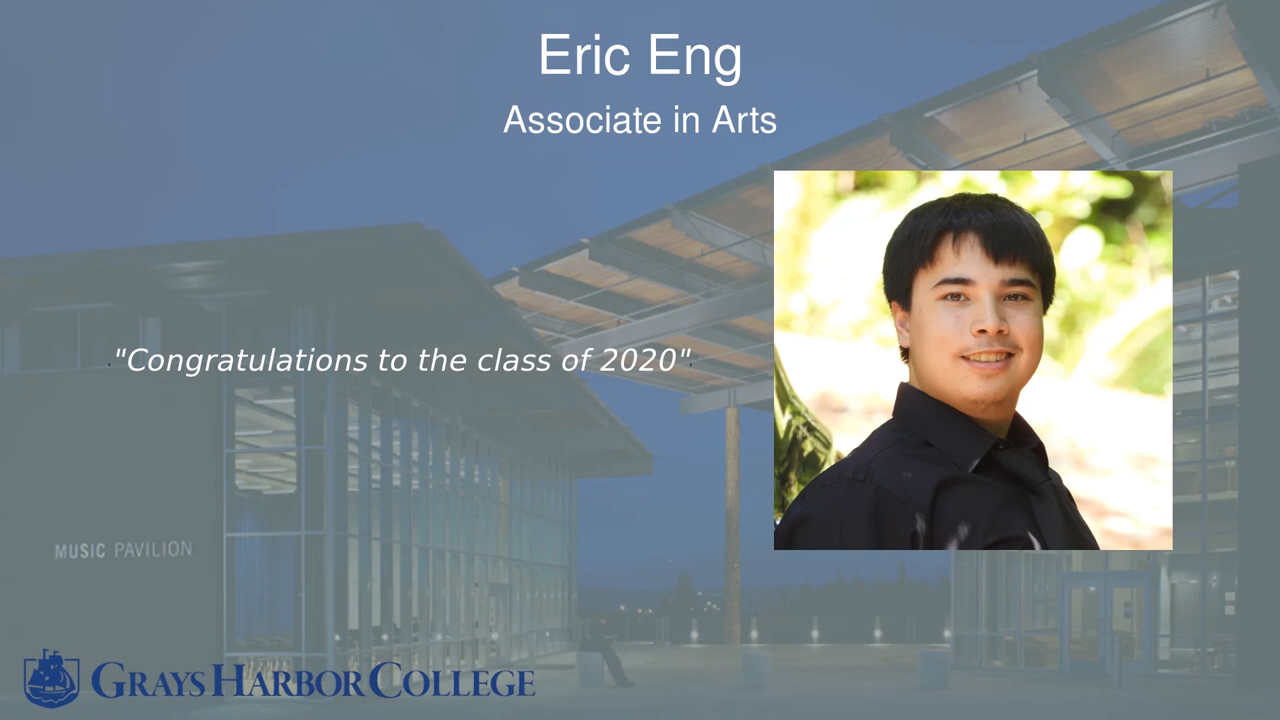 Eric Eng
Associate in Arts
"Congratulations to the class of 2020"
MUSIC PAVILION
GRAYS HARBOR COLLEGE